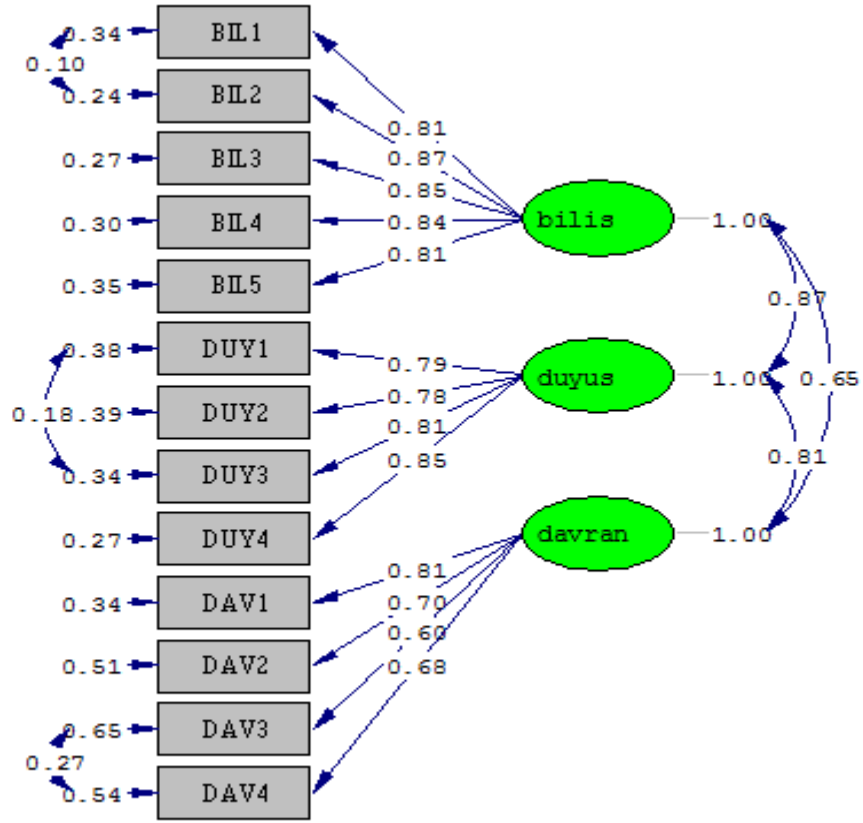 0.34 BIL1
0.10
0.24 BIL2
0.81
0.87
0.27 BIL3
0.85
bilis 1.00
0.30 BIL4
0.84
0.81
0.35 BIL5
0.87
0.38 DUY1
0.79
duyus 1.00
0.65
0.78
0.18 .39 DUY2
0.81
0.85
0.81
0.34 DUY3
0.27 DUY4
davran 1.00
0.81
0.34 DAV1
0.70
0.60
0.51 DAV2
0.68
0.65 DAV3
0.27
0.54 DAV4